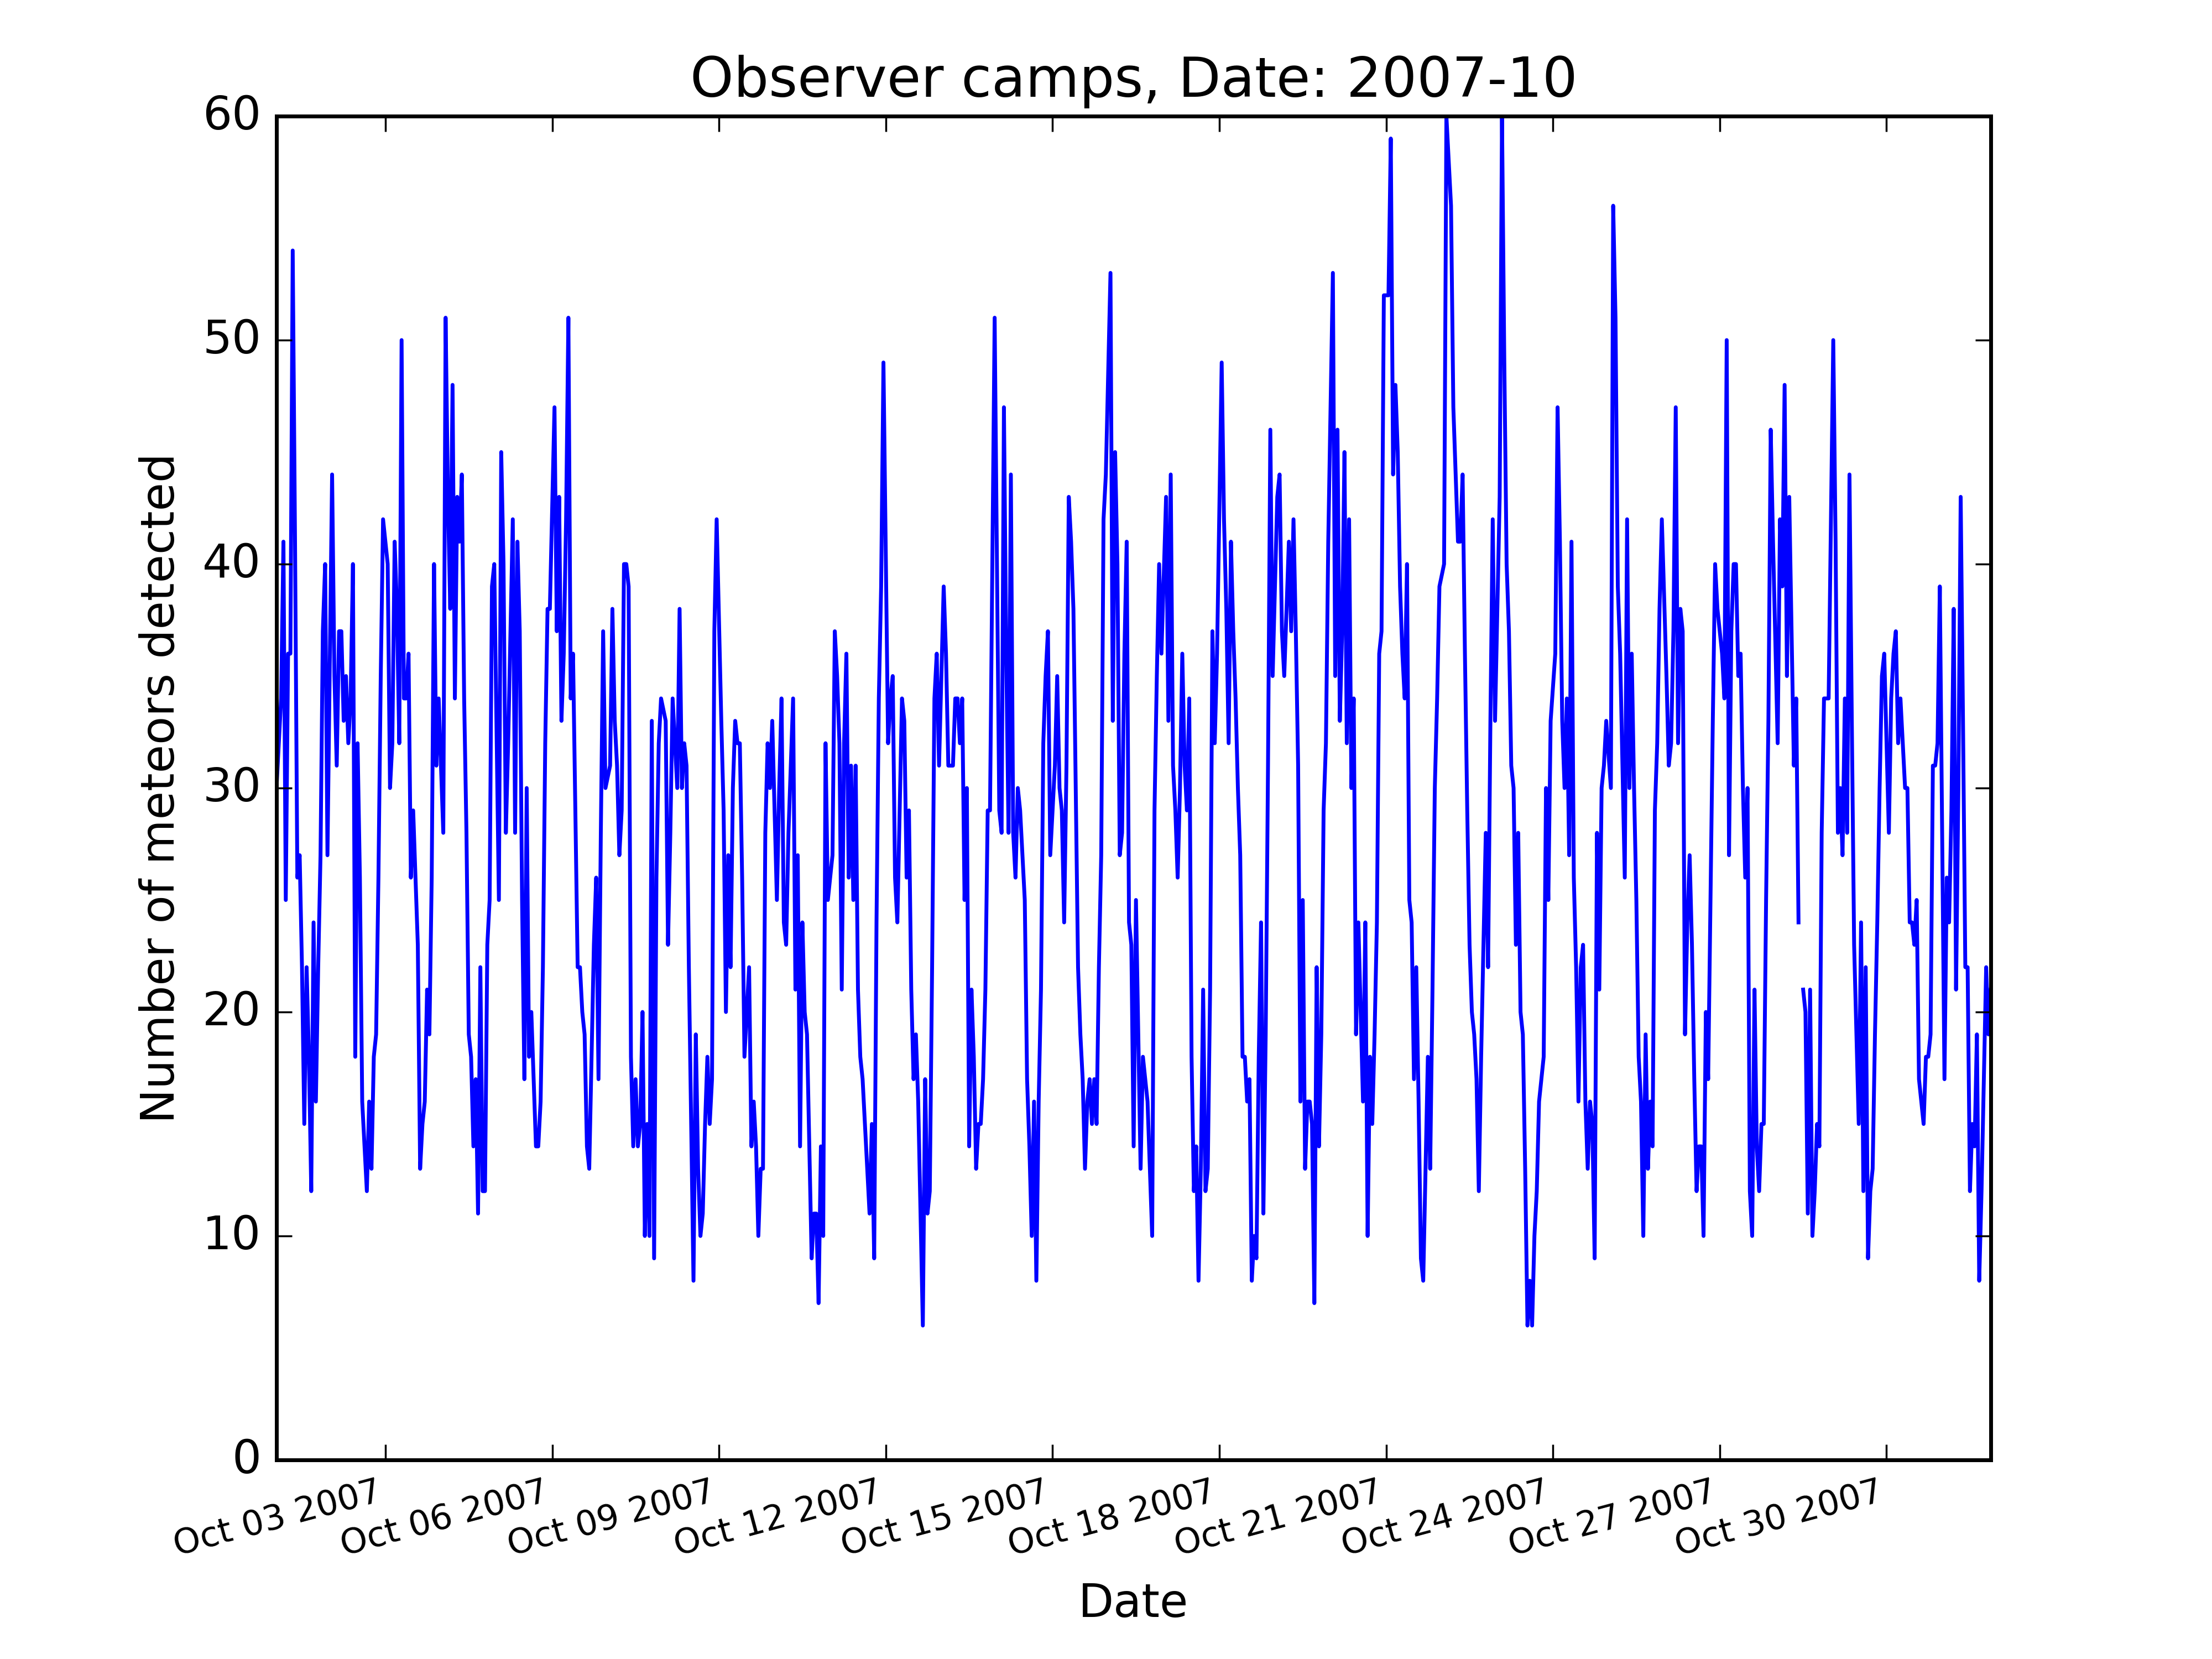 Observer camps, Date: 2007-10
Number of meteors detected
60
50
40
30
20
10
0
Oct 03 2007
Oct 06 2007
Oct 09 2007
Oct 12 2007
Oct 15 2007
Oct 18 2007
Oct 21 2007
Oct 24 2007
Oct 27 2007
Oct 30 2007
Date